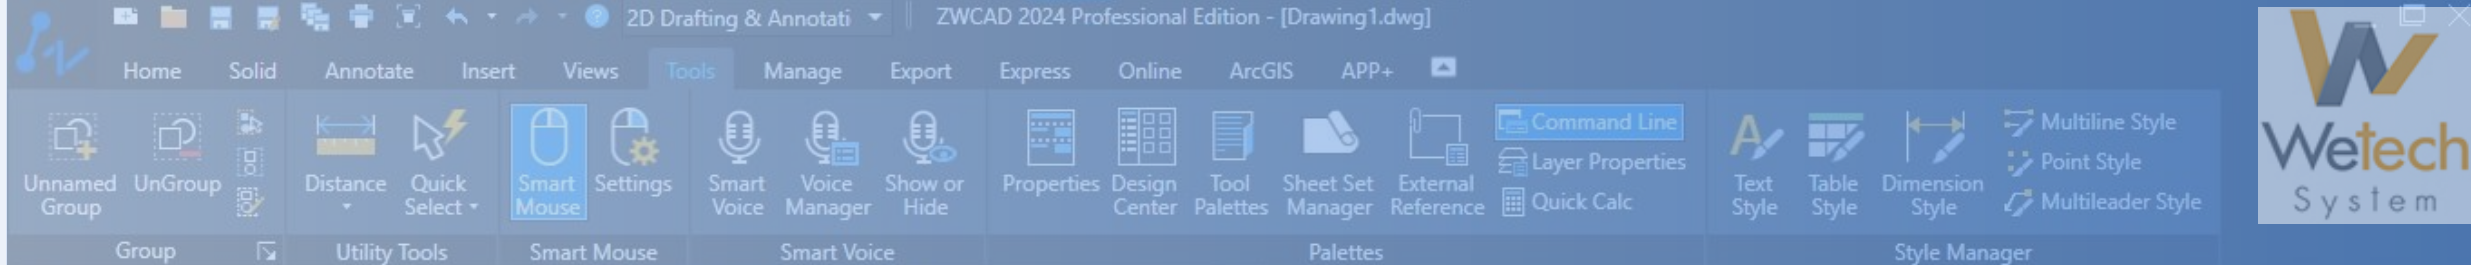 2D Drafting & Annotati
ZWCAD 2024 Professional Edition - [Drawing1.dwg]
Home Solid Annotate Insert Views Tools Manage Export Express Online ArcGIS APP+
Unnamed Group
UnGroup
Distance
Quick Select
Smart Mouse
Settings
Smart Voice
Voice Manager
Show or Hide
Properties
Design Center
Tool Palettes
Sheet Set Manager
External Reference
Command Line
Layer Properties
Quick Calc
Text Style
Table Style
Dimension Style
Multiline Style
Point Style
Multileader Style
Group
Utility Tools
Smart Mouse
Smart Voice
Palettes
Style Manager
Wetech
System